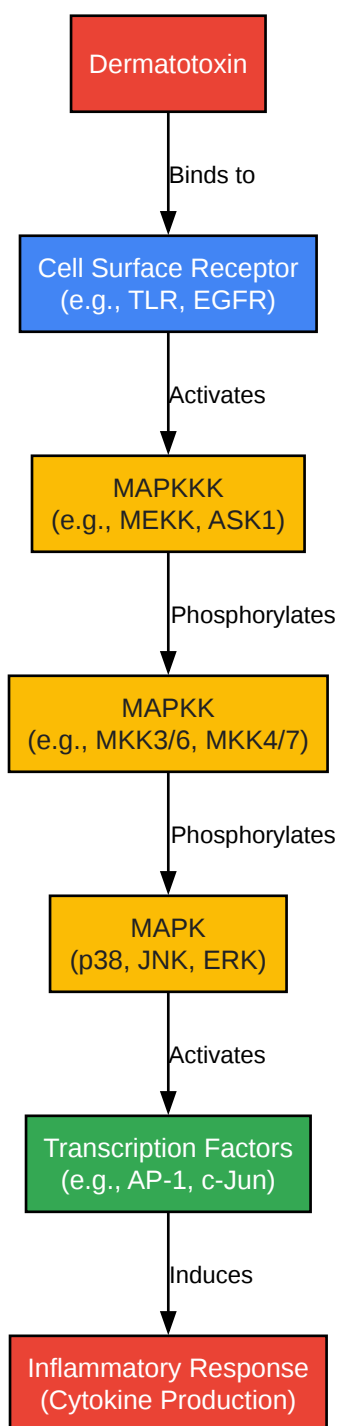 Dermatotoxin
Binds to
Cell Surface Receptor
(e.g., TLR, EGFR)
Activates
MAPKKK
(e.g., MEKK, ASK1)
Phosphorylates
MAPKK
(e.g., MKK3/6, MKK4/7)
Phosphorylates
MAPK
(p38, JNK, ERK)
Activates
Transcription Factors
(e.g., AP-1, c-Jun)
Induces
Inflammatory Response
(Cytokine Production)